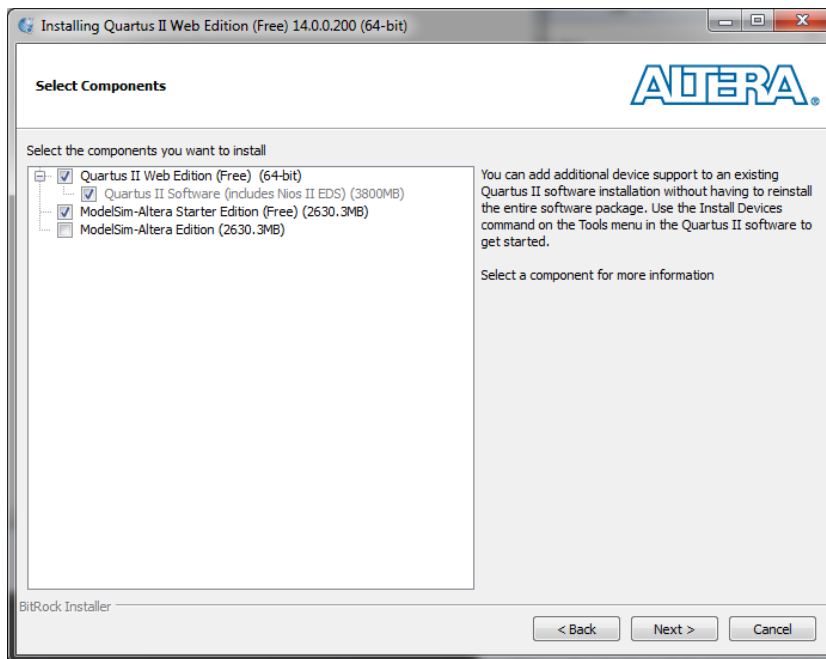 Installing Quartus II Web Edition (Free) 14.0.0.200 (64-bit)
Select Components
ALTERA®
Select the components you want to install
Quartus II Web Edition (Free) (64-bit)
Quartus II Software (includes Nios II EDS) (3800MB)
ModelSim-Altera Starter Edition (Free) (2630.3MB)
ModelSim-Altera Edition (2630.3MB)
You can add additional device support to an existing
Quartus II software installation without having to reinstall
the entire software package. Use the Install Devices
command on the Tools menu in the Quartus II software to
get started.
Select a component for more information
BitRock Installer
< Back
Next >
Cancel